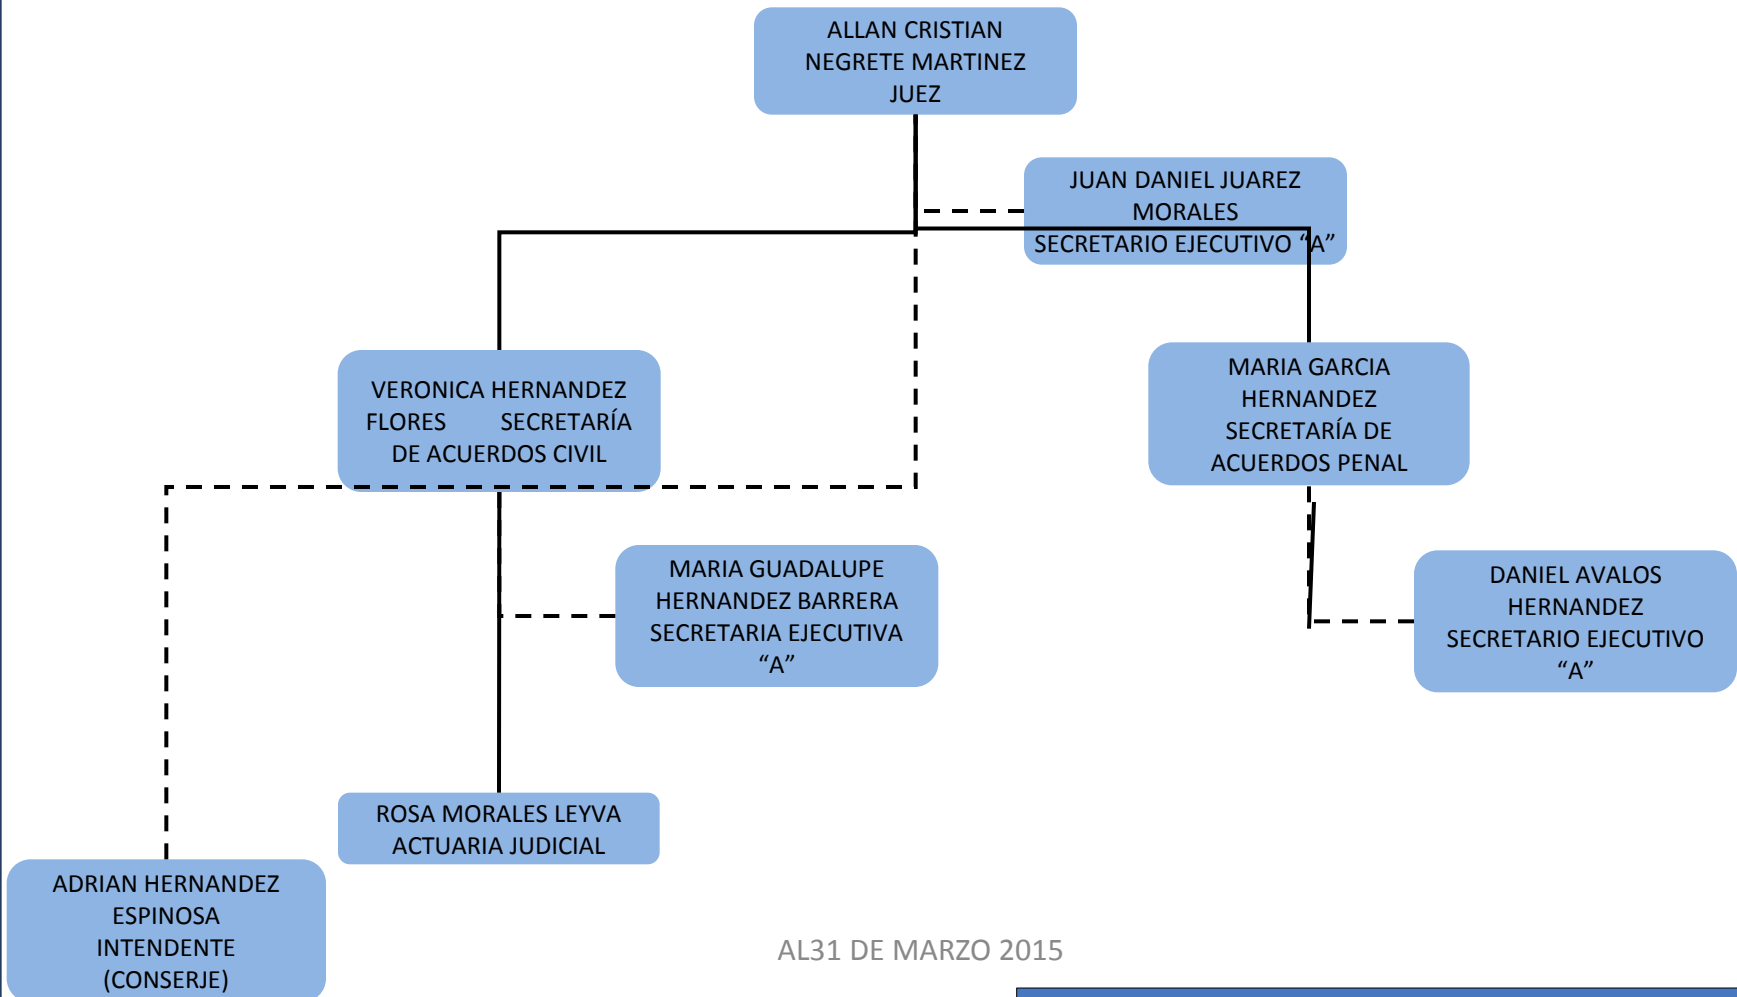 ALLAN CRISTIAN
NEGRETE MARTINEZ
JUEZ
JUAN DANIEL JUAREZ
MORALES
SECRETARIO EJECUTIVO “A”
VERONICA HERNANDEZ
FLORES SECRETARÍA
DE ACUERDOS CIVIL
MARIA GARCIA
HERNANDEZ
SECRETARÍA DE
ACUERDOS PENAL
MARIA GUADALUPE
HERNANDEZ BARRERA
SECRETARIA EJECUTIVA
“A”
DANIEL AVALOS
HERNANDEZ
SECRETARIO EJECUTIVO
“A”
ROSA MORALES LEYVA
ACTUARIA JUDICIAL
ADRIAN HERNANDEZ
ESPINOSA
INTENDENTE
(CONSERJE)
AL31 DE MARZO 2015